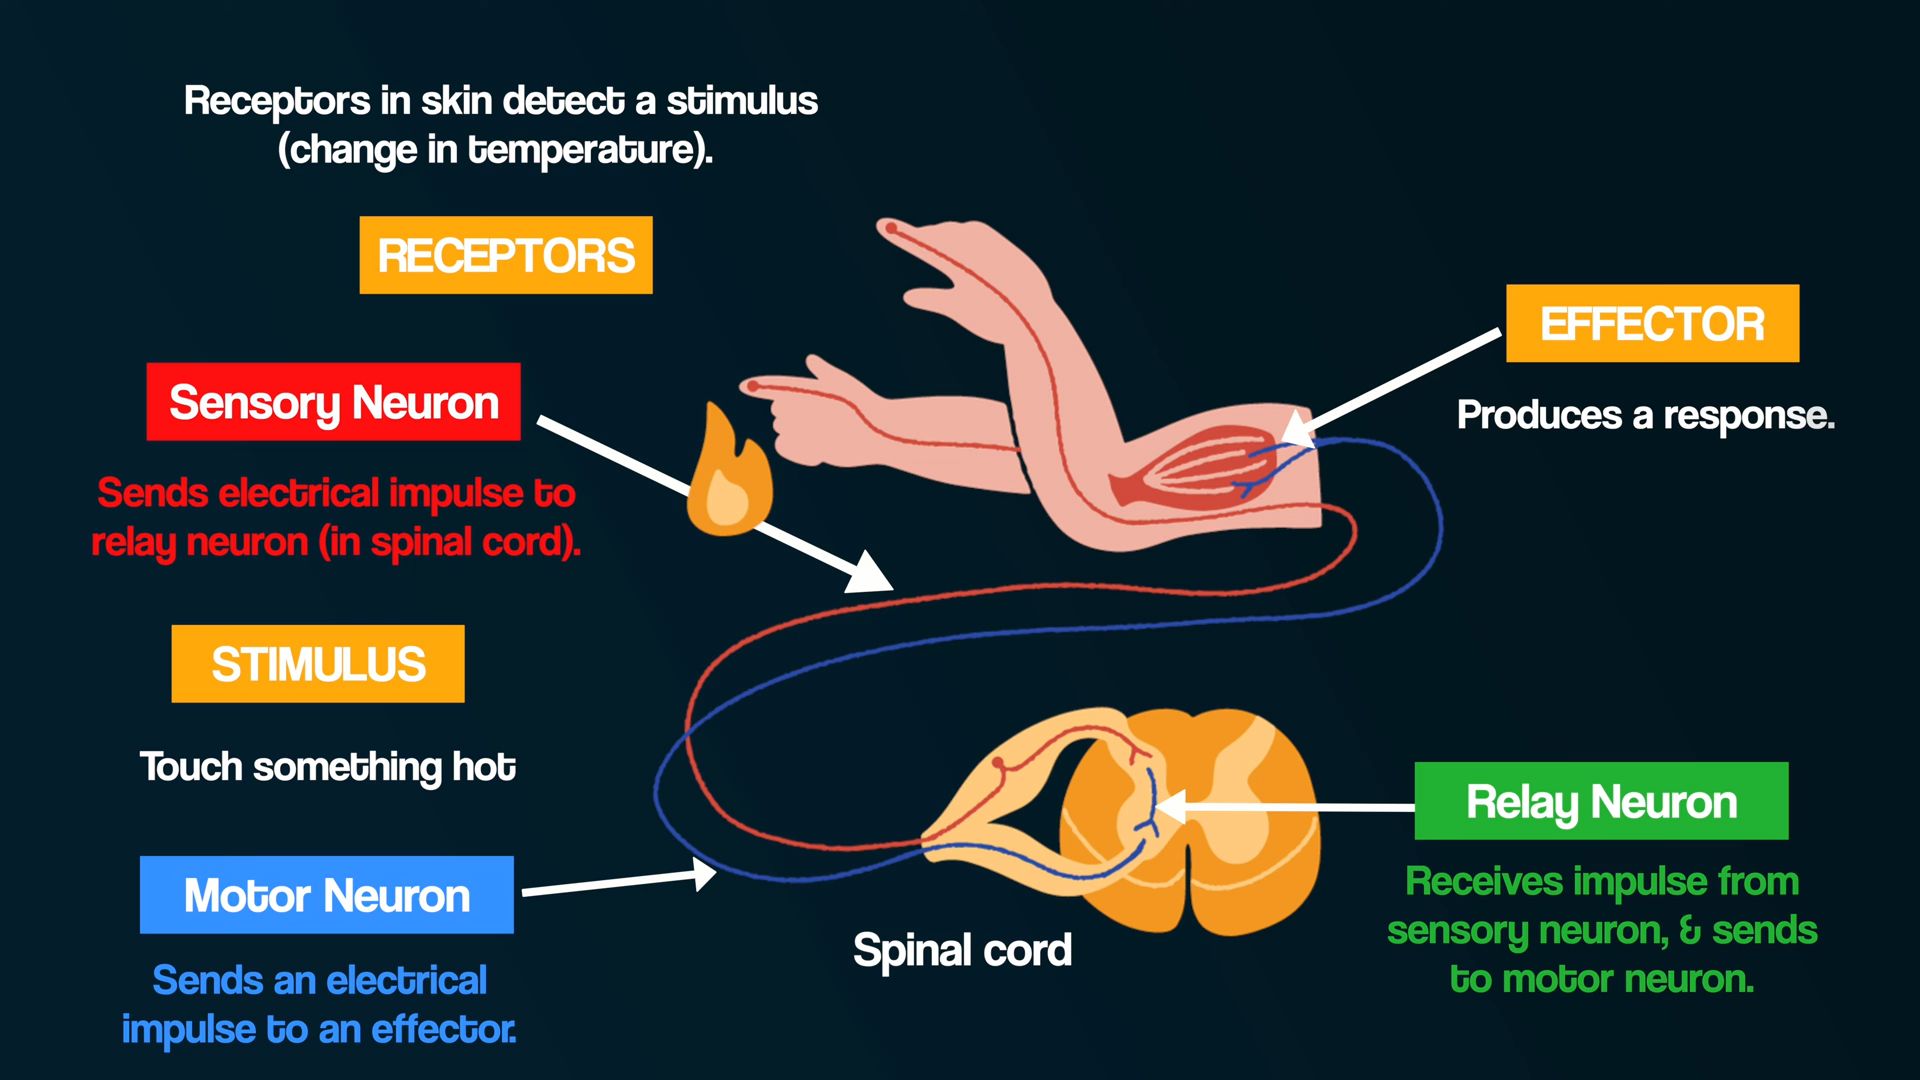 Receptors in skin detect a stimulus
(change in temperature).
RECEPTORS
EFFECTOR
Produces a response.
Sensory Neuron
Sends electrical impulse to
relay neuron (in spinal cord).
STIMULUS
Touch something hot
Motor Neuron
Sends an electrical
impulse to an effector.
Spinal cord
Relay Neuron
Receives impulse from
sensory neuron, & sends
to motor neuron.